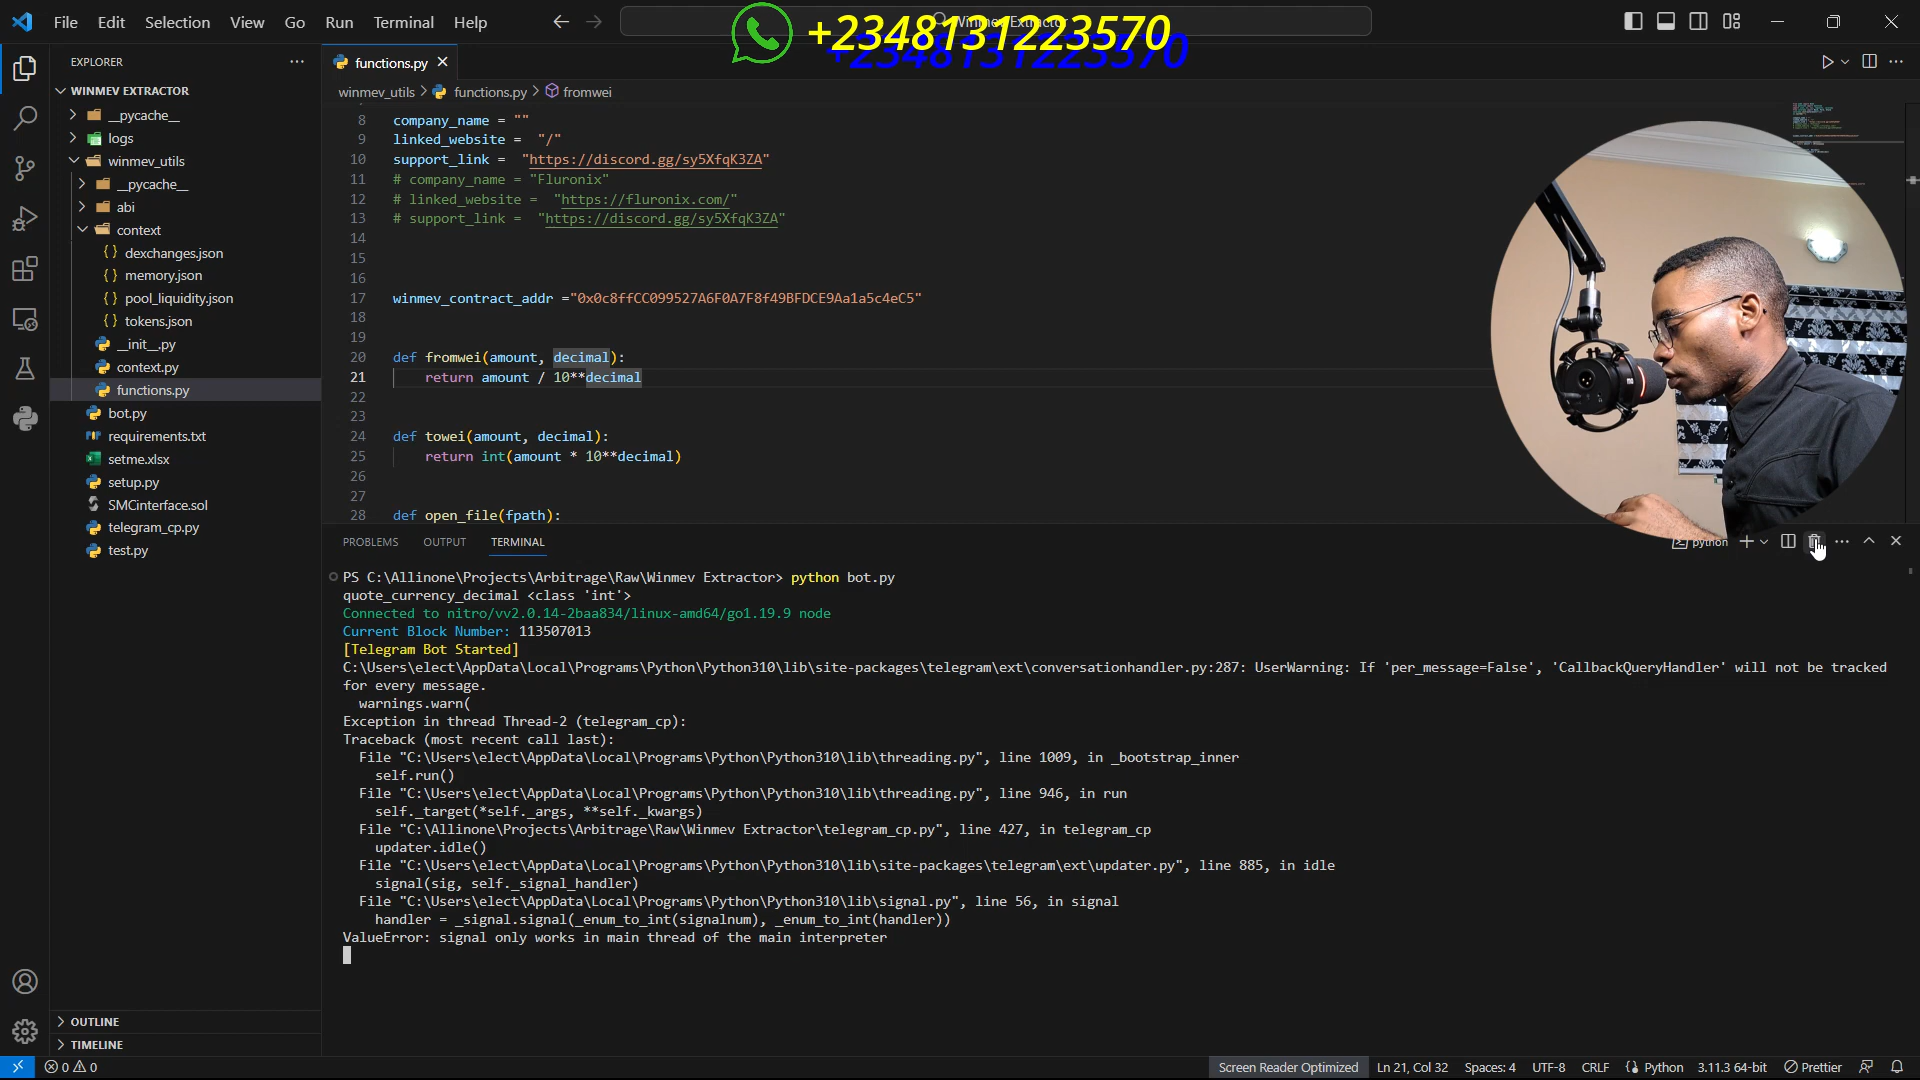 File Edit Selection View Go Run Terminal Help
+2348131223570
+2348131223570
EXPLORER
functions.py
WINMEV EXTRACTOR
winmev_utils > functions.py > fromwei
__pycache__
logs
winmev_utils
__pycache__
abi
context
dexchanges.json
memory.json
pool_liquidity.json
tokens.json
__init__.py
context.py
functions.py
bot.py
requirements.txt
setme.xlsx
setup.py
SMCinterface.sol
telegram_cp.py
test.py
OUTLINE
TIMELINE
8 company_name = ""
9 linked_website = "/"
10 support_link = "https://discord.gg/sy5XfqK3ZA"
11 # company_name = "Fluronix"
12 # linked_website = "https://fluronix.com/"
13 # support_link = "https://discord.gg/sy5XfqK3ZA"
14
15
16
17 winmev_contract_addr ="0x0c8ffCC099527A6F0A7F8f49BFDCE9Aa1a5c4eC5"
18
19
20 def fromwei(amount, decimal):
21 return amount / 10**decimal
22
23
24 def towei(amount, decimal):
25 return int(amount * 10**decimal)
26
27
28 def open_file(fpath):
PROBLEMS OUTPUT TERMINAL
python
PS C:\Allinone\Projects\Arbitrage\Raw\Winmev Extractor> python bot.py
quote_currency_decimal <class 'int'>
Connected to nitro/vv2.0.14-2baa834/linux-amd64/go1.19.9 node
Current Block Number: 113507013
[Telegram Bot Started]
C:\Users\elect\AppData\Local\Programs\Python\Python310\lib\site-packages\telegram\ext\conversationhandler.py:287: UserWarning: If 'per_message=False', 'CallbackQueryHandler' will not be tracked
for every message.
warnings.warn(
Exception in thread Thread-2 (telegram_cp):
Traceback (most recent call last):
File "C:\Users\elect\AppData\Local\Programs\Python\Python310\lib\threading.py", line 1009, in _bootstrap_inner
self.run()
File "C:\Users\elect\AppData\Local\Programs\Python\Python310\lib\threading.py", line 946, in run
self._target(*self._args, **self._kwargs)
File "C:\Allinone\Projects\Arbitrage\Raw\Winmev Extractor\telegram_cp.py", line 427, in telegram_cp
updater.idle()
File "C:\Users\elect\AppData\Local\Programs\Python\Python310\lib\site-packages\telegram\ext\updater.py", line 885, in idle
signal(sig, self._signal_handler)
File "C:\Users\elect\AppData\Local\Programs\Python\Python310\lib\signal.py", line 56, in signal
handler = _signal.signal(_enum_to_int(signalnum), _enum_to_int(handler))
ValueError: signal only works in main thread of the main interpreter
0 0
Screen Reader Optimized Ln 21, Col 32 Spaces: 4 UTF-8 CRLF Python 3.11.3 64-bit Prettier